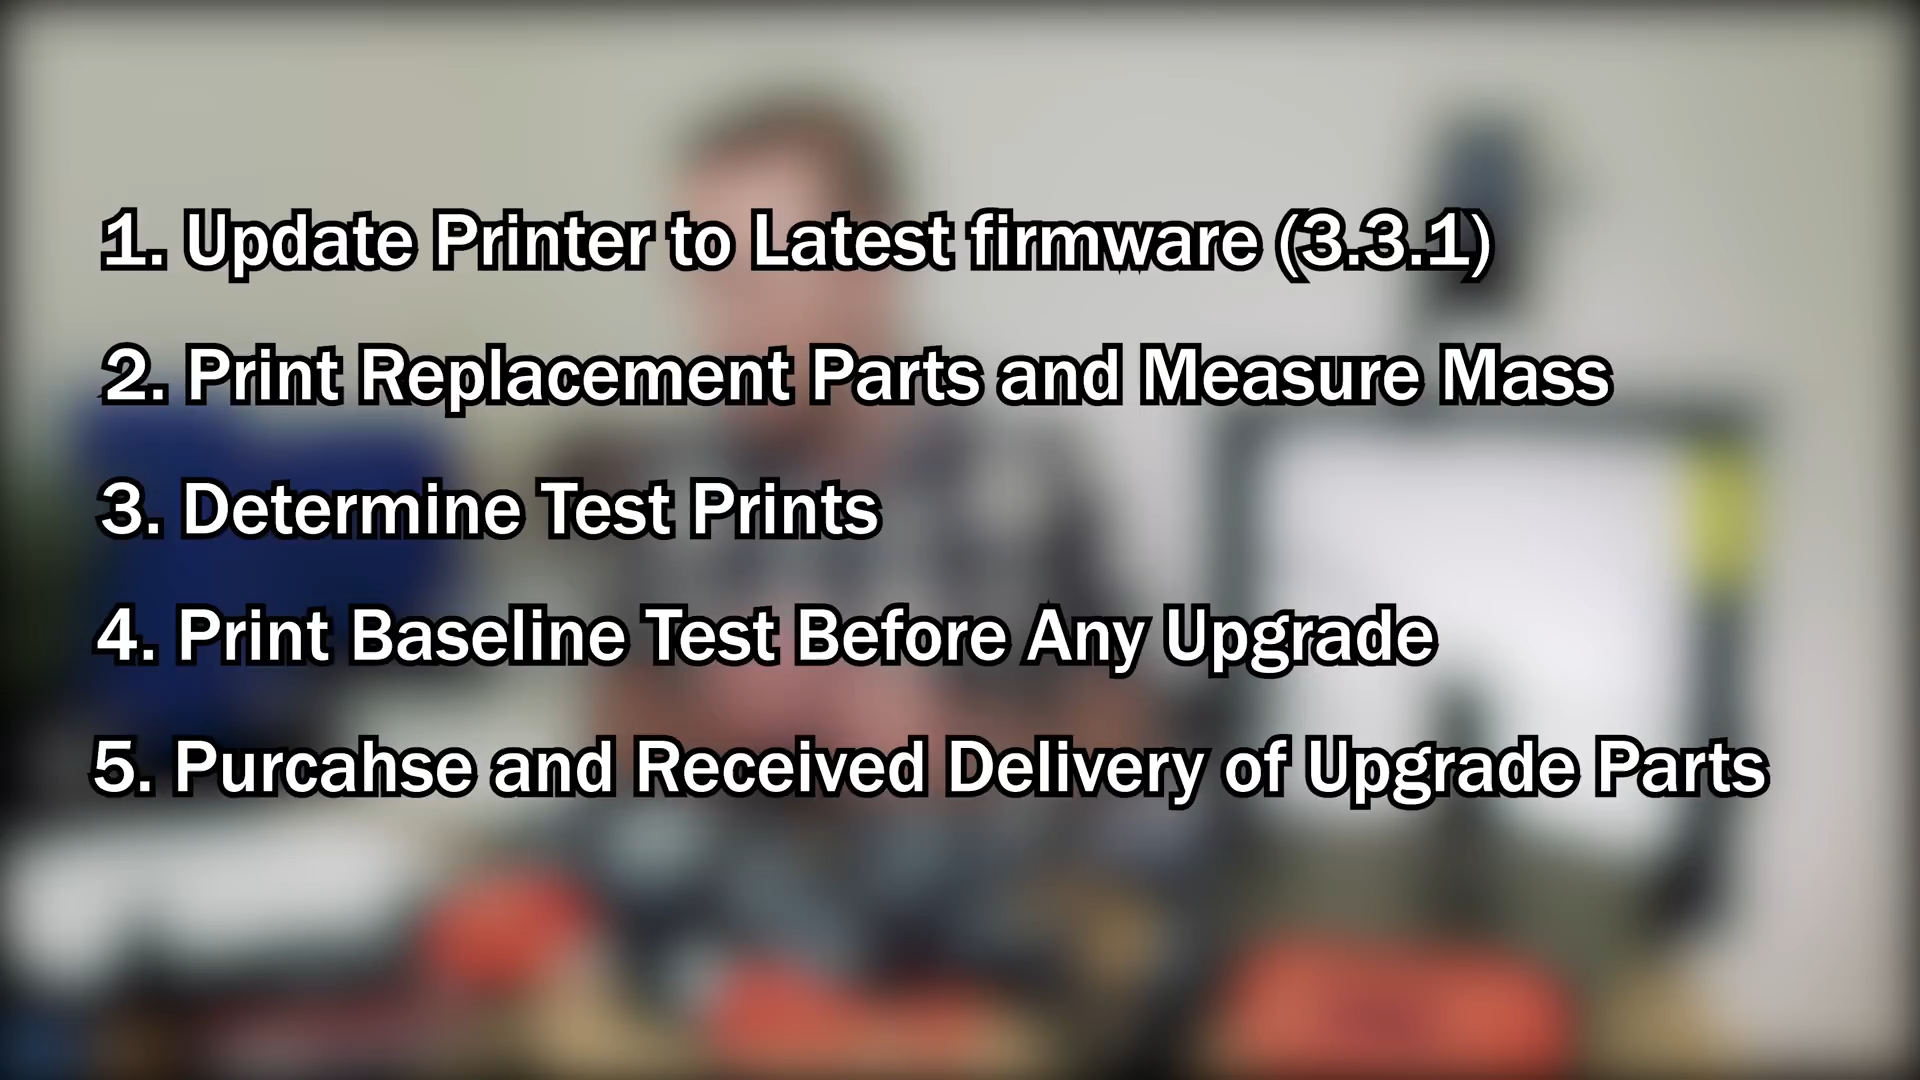 1. Update Printer to Latest firmware (3.3.1)
2. Print Replacement Parts and Measure Mass
3. Determine Test Prints
4. Print Baseline Test Before Any Upgrade
5. Purcahse and Received Delivery of Upgrade Parts